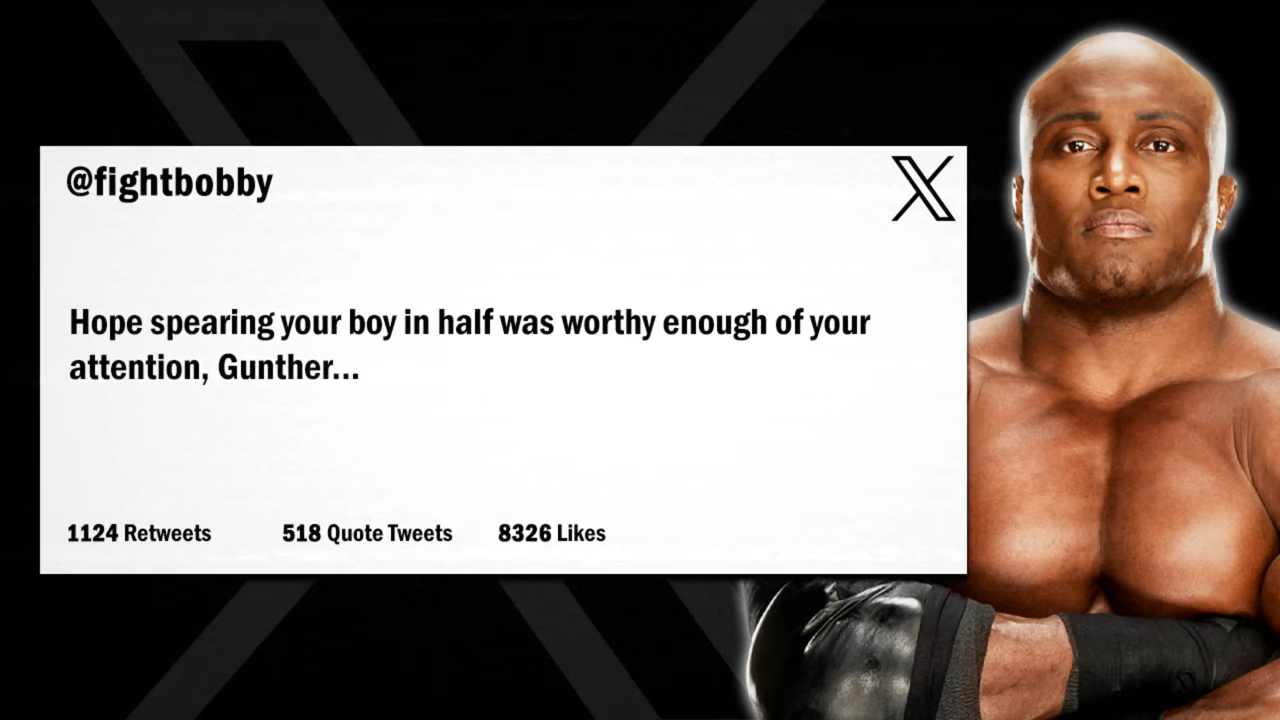 @fightbobby
Hope spearing your boy in half was worthy enough of your
attention, Gunther...
1124 Retweets 518 Quote Tweets 8326 Likes